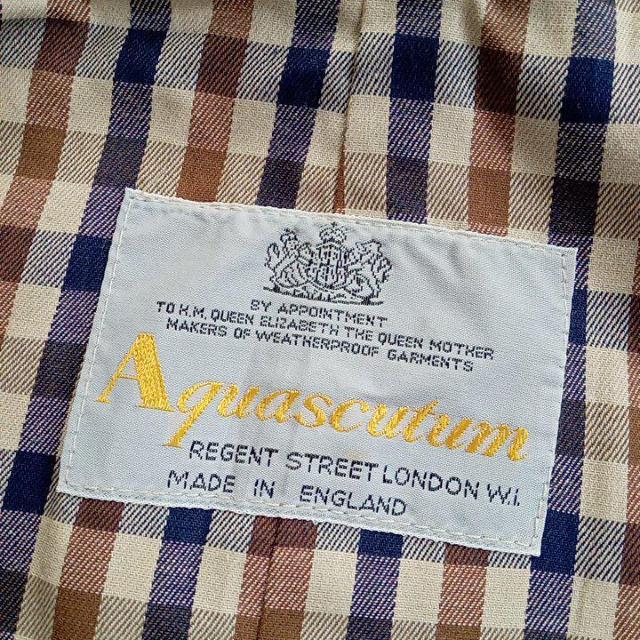 BY APPOINTMENT
TO H.M. QUEEN ELIZABETH THE QUEEN MOTHER
MAKERS OF WEATHERPROOF GARMENTS
Aquascutum
REGENT STREET LONDON W.I.
MADE IN ENGLAND